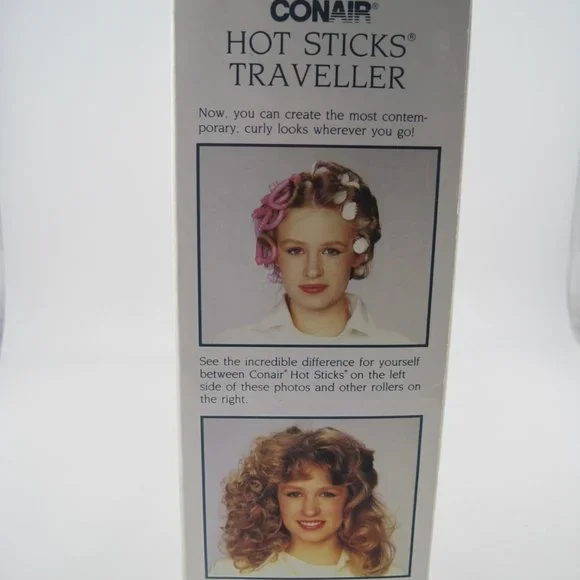 CONAIR®
HOT STICKS®
TRAVELLER
Now, you can create the most contem-
porary, curly looks wherever you go!
See the incredible difference for yourself
between Conair® Hot Sticks® on the left
side of these photos and other rollers on
the right.